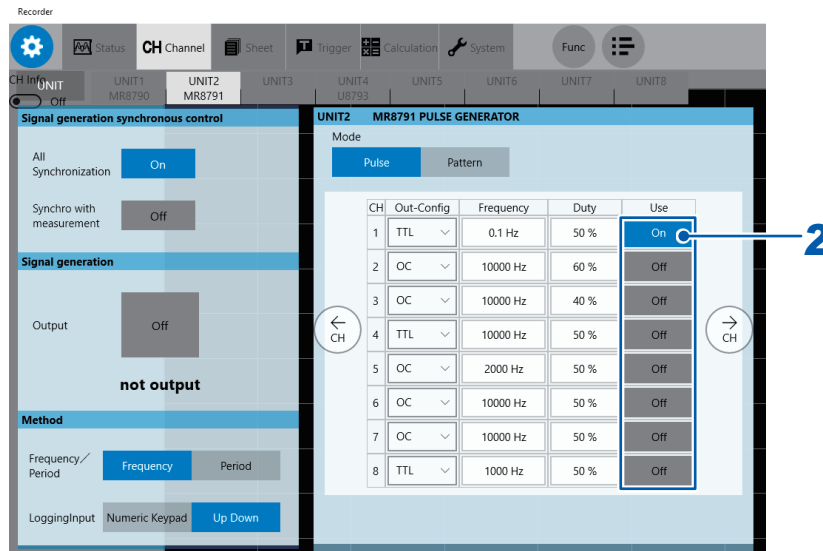 Recorder
Status CH Channel Sheet Trigger Calculation System Func
CH Info UNIT UNIT1 UNIT2 UNIT3 UNIT4 UNIT5 UNIT6 UNIT7 UNIT8
Off MR8790 MR8791 U8793
Signal generation synchronous control
All
Synchronization On
Synchro with
measurement Off
Signal generation
Output Off
not output
Method
Frequency／
Period Frequency Period
LoggingInput Numeric Keypad Up Down
UNIT2 MR8791 PULSE GENERATOR
Mode
Pulse Pattern
CH Out-Config Frequency Duty Use
1 TTL 0.1 Hz 50 % On
2 OC 10000 Hz 60 % Off
3 OC 10000 Hz 40 % Off
4 TTL 10000 Hz 50 % Off
5 OC 2000 Hz 50 % Off
6 OC 10000 Hz 50 % Off
7 OC 10000 Hz 50 % Off
8 TTL 1000 Hz 50 % Off
← CH
→ CH
2